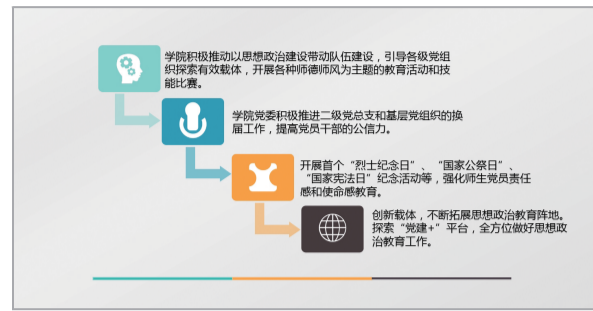 学院积极推动以思想政治建设带动队伍建设，引导各级党组
织探索有效载体，开展各种师德师风为主题的教育活动和技
能比赛。
学院党委积极推进二级党总支和基层党组织的换
届工作，提高党员干部的公信力。
开展首个“烈士纪念日”、“国家公祭日”、
“国家宪法日”纪念活动等，强化师生党员责任
感和使命感教育。
创新载体，不断拓展思想政治教育阵地。
探索“党建+”平台，全方位做好思想政
治教育工作。